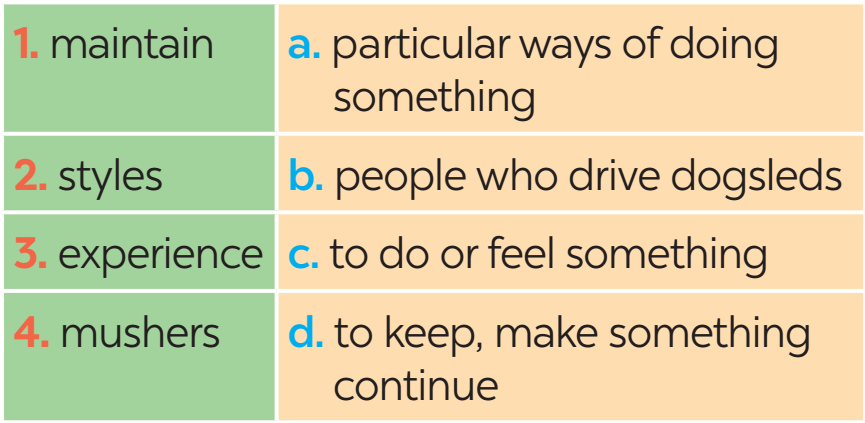 1. maintain
a. particular ways of doing
something
2. styles
b. people who drive dogsleds
3. experience
c. to do or feel something
4. mushers
d. to keep, make something
continue